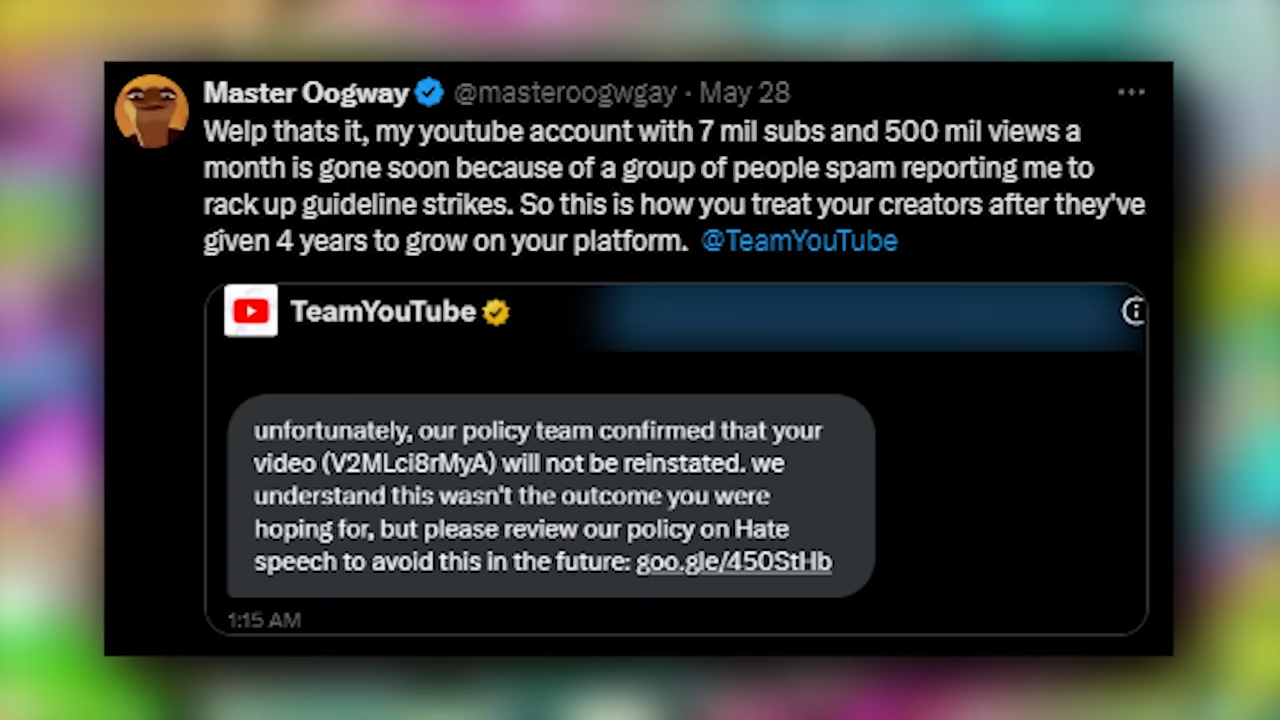 Master Oogway @masteroogwgay · May 28 ...
Welp thats it, my youtube account with 7 mil subs and 500 mil views a
month is gone soon because of a group of people spam reporting me to
rack up guideline strikes. So this is how you treat your creators after they've
given 4 years to grow on your platform. @TeamYouTube
TeamYouTube
unfortunately, our policy team confirmed that your
video (V2MLci8rMyA) will not be reinstated. we
understand this wasn't the outcome you were
hoping for, but please review our policy on Hate
speech to avoid this in the future: goo.gle/450StHb
1:15 AM